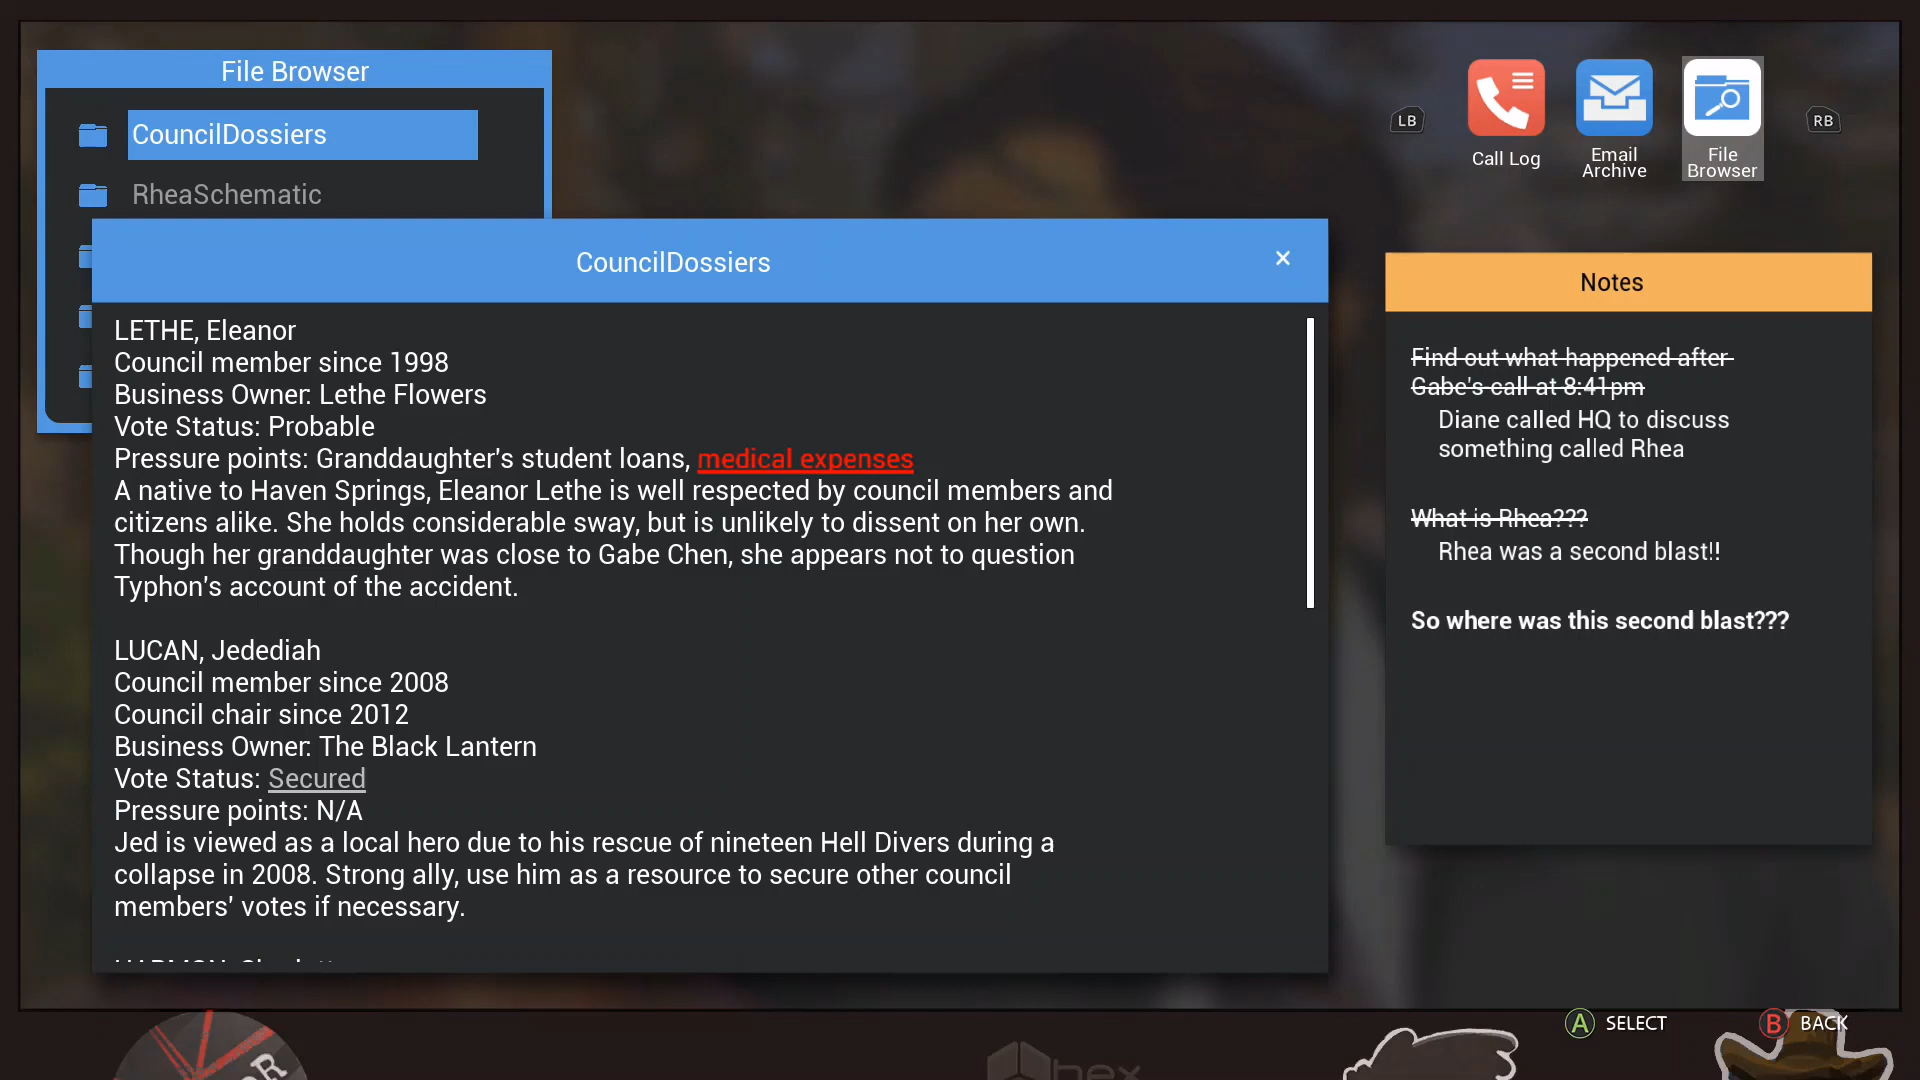 File Browser
CouncilDossiers
RheaSchematic
CouncilDossiers
×
LETHE, Eleanor
Council member since 1998
Business Owner: Lethe Flowers
Vote Status: Probable
Pressure points: Granddaughter's student loans, medical expenses
A native to Haven Springs, Eleanor Lethe is well respected by council members and
citizens alike. She holds considerable sway, but is unlikely to dissent on her own.
Though her granddaughter was close to Gabe Chen, she appears not to question
Typhon's account of the accident.
LUCAN, Jedediah
Council member since 2008
Council chair since 2012
Business Owner: The Black Lantern
Vote Status: Secured
Pressure points: N/A
Jed is viewed as a local hero due to his rescue of nineteen Hell Divers during a
collapse in 2008. Strong ally, use him as a resource to secure other council
members' votes if necessary.
LB
Call Log
Email
Archive
File
Browser
RB
Notes
Find out what happened after
Gabe's call at 8:41pm
Diane called HQ to discuss
something called Rhea
What is Rhea???
Rhea was a second blast!!
So where was this second blast???
A SELECT
B BACK
hex